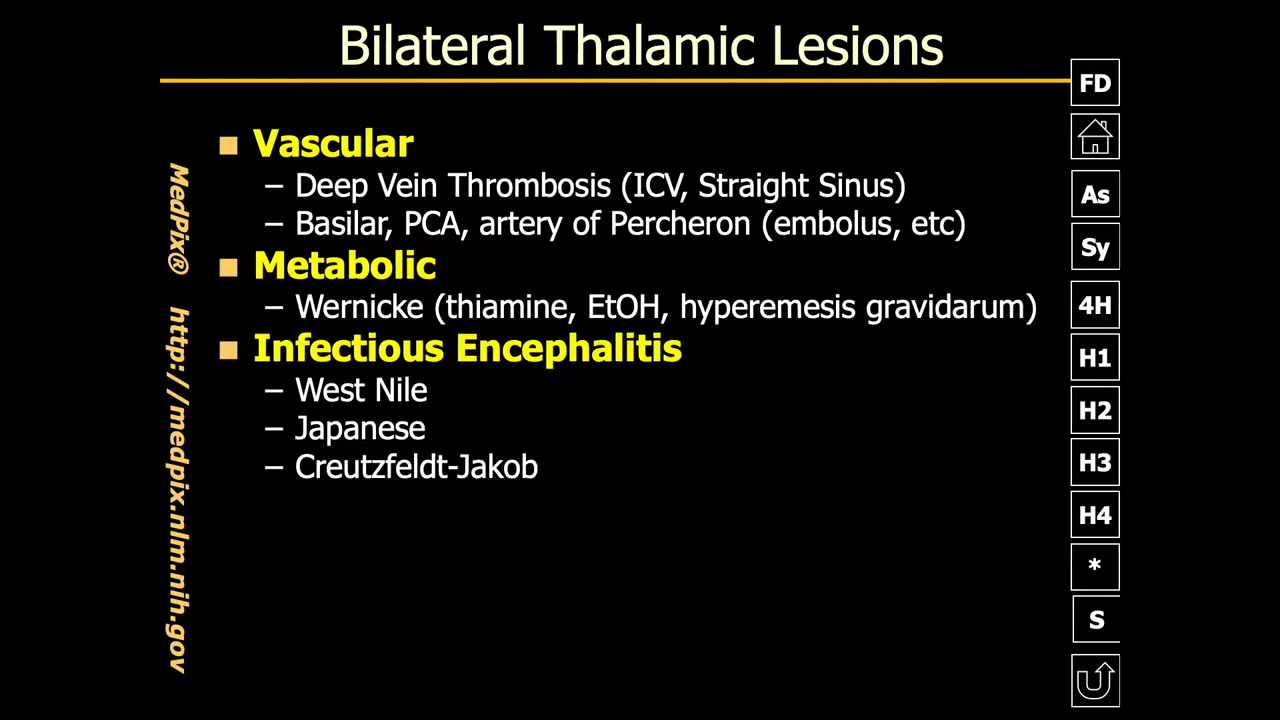 Bilateral Thalamic Lesions
Vascular
– Deep Vein Thrombosis (ICV, Straight Sinus)
– Basilar, PCA, artery of Percheron (embolus, etc)
Metabolic
– Wernicke (thiamine, EtOH, hyperemesis gravidarum)
Infectious Encephalitis
– West Nile
– Japanese
– Creutzfeldt-Jakob
MedPix® http://medpix.nlm.nih.gov
FD
As
Sy
4H
H1
H2
H3
H4
*
S